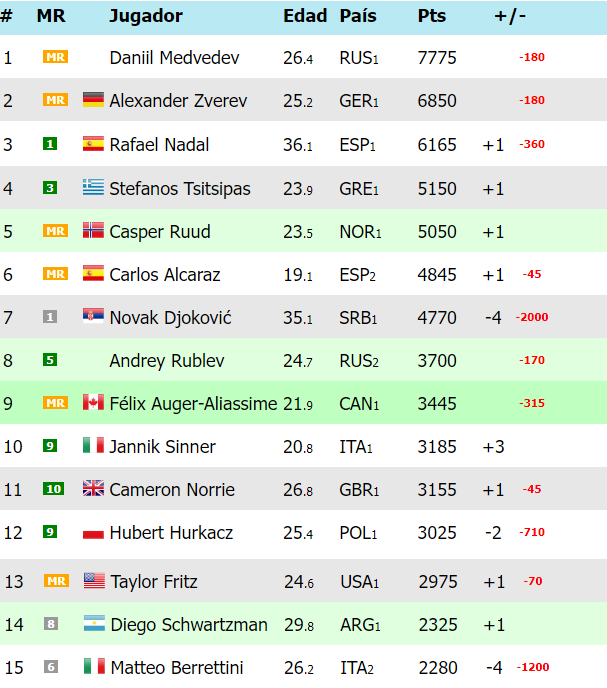 # MR Jugador Edad País Pts +/-
1 MR Daniil Medvedev 26.4 RUS1 7775 -180
2 MR Alexander Zverev 25.2 GER1 6850 -180
3 1 Rafael Nadal 36.1 ESP1 6165 +1 -360
4 3 Stefanos Tsitsipas 23.9 GRE1 5150 +1
5 MR Casper Ruud 23.5 NOR1 5050 +1
6 MR Carlos Alcaraz 19.1 ESP2 4845 +1 -45
7 1 Novak Djoković 35.1 SRB1 4770 -4 -2000
8 5 Andrey Rublev 24.7 RUS2 3700 -170
9 MR Félix Auger-Aliassime 21.9 CAN1 3445 -315
10 9 Jannik Sinner 20.8 ITA1 3185 +3
11 10 Cameron Norrie 26.8 GBR1 3155 +1 -45
12 9 Hubert Hurkacz 25.4 POL1 3025 -2 -710
13 MR Taylor Fritz 24.6 USA1 2975 +1 -70
14 8 Diego Schwartzman 29.8 ARG1 2325 +1
15 6 Matteo Berrettini 26.2 ITA2 2280 -4 -1200